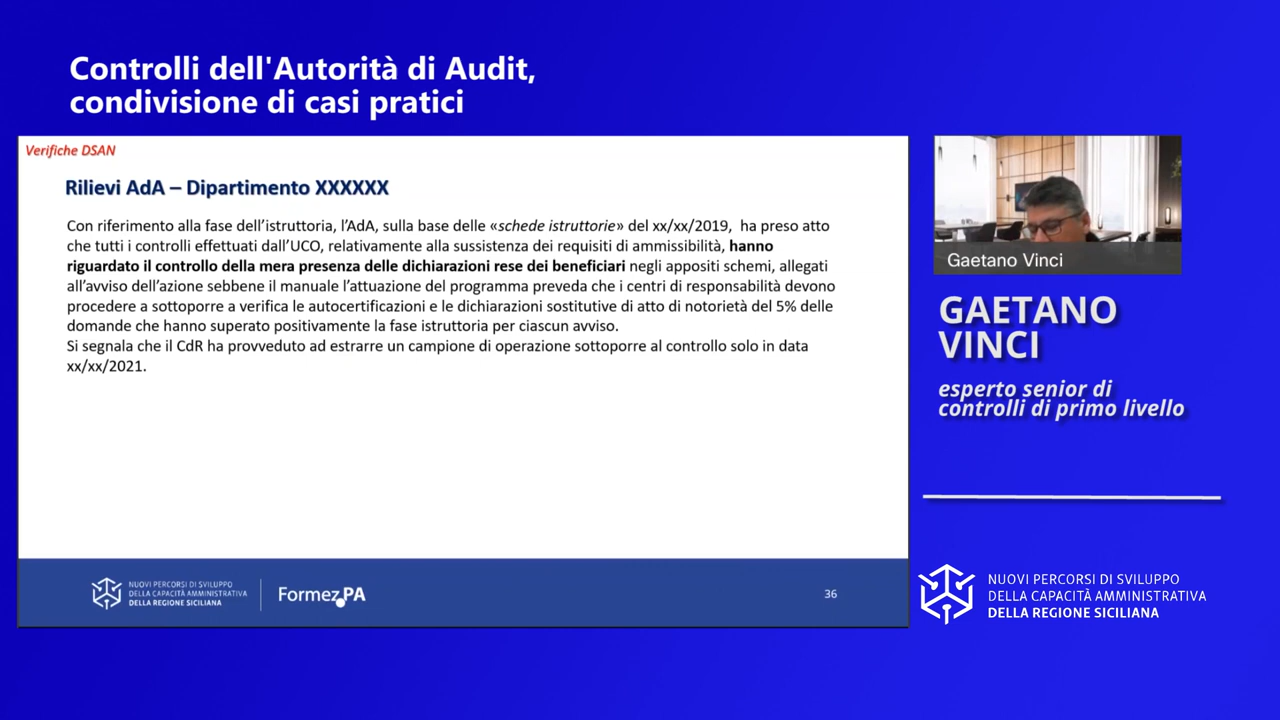 Controlli dell'Autorità di Audit,
condivisione di casi pratici
Verifiche DSAN
Rilievi AdA – Dipartimento XXXXXX
Con riferimento alla fase dell'istruttoria, l'AdA, sulla base delle «schede istruttorie» del xx/xx/2019, ha preso atto
che tutti i controlli effettuati dall'UCO, relativamente alla sussistenza dei requisiti di ammissibilità, hanno
riguardato il controllo della mera presenza delle dichiarazioni rese dei beneficiari negli appositi schemi, allegati
all'avviso dell'azione sebbene il manuale l'attuazione del programma preveda che i centri di responsabilità devono
procedere a sottoporre a verifica le autocertificazioni e le dichiarazioni sostitutive di atto di notorietà del 5% delle
domande che hanno superato positivamente la fase istruttoria per ciascun avviso.
Si segnala che il CdR ha provveduto ad estrarre un campione di operazione sottoporre al controllo solo in data
xx/xx/2021.
NUOVI PERCORSI DI SVILUPPO
DELLA CAPACITÀ AMMINISTRATIVA
DELLA REGIONE SICILIANA
Formez PA
36
Gaetano Vinci
GAETANO
VINCI
esperto senior di
controlli di primo livello
NUOVI PERCORSI DI SVILUPPO
DELLA CAPACITÀ AMMINISTRATIVA
DELLA REGIONE SICILIANA